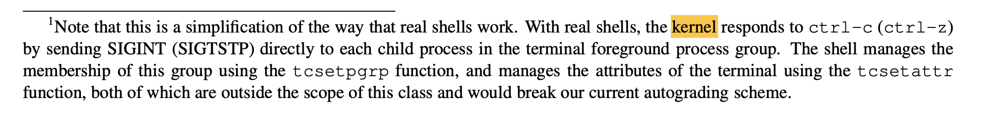 1Note that this is a simplification of the way that real shells work. With real shells, the kernel responds to ctrl-c (ctrl-z)
by sending SIGINT (SIGTSTP) directly to each child process in the terminal foreground process group. The shell manages the
membership of this group using the tcsetpgrp function, and manages the attributes of the terminal using the tcsetattr
function, both of which are outside the scope of this class and would break our current autograding scheme.